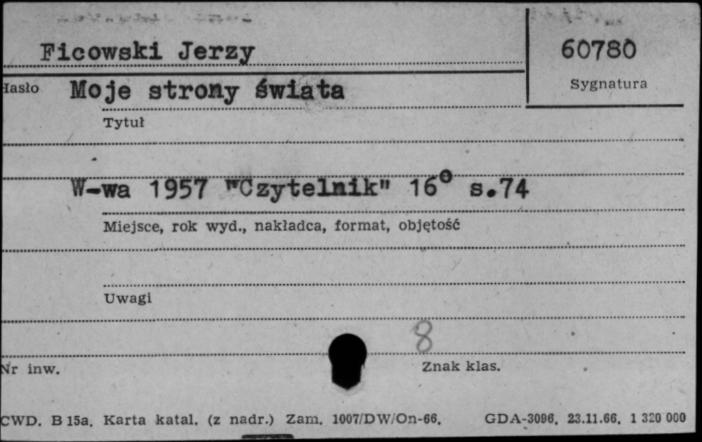 Ficowski Jerzy
60780
Hasło Moje strony świata
Sygnatura
Tytuł
W-wa 1957 "Czytelnik" 16° s.74
Miejsce, rok wyd., nakładca, format, objętość
Uwagi
8
Nr inw.
Znak klas.
CWD. B 15a. Karta katal. (z nadr.) Zam. 1007/DW/On-66. GDA-3096, 23.11.66. 1 320 000